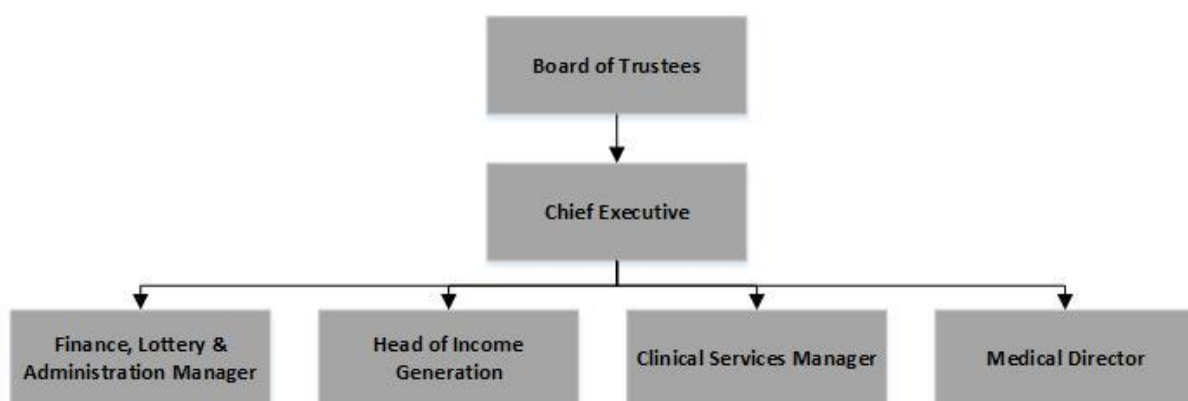 Board of Trustees
Chief Executive
Finance, Lottery &
Administration Manager
Head of Income
Generation
Clinical Services Manager
Medical Director